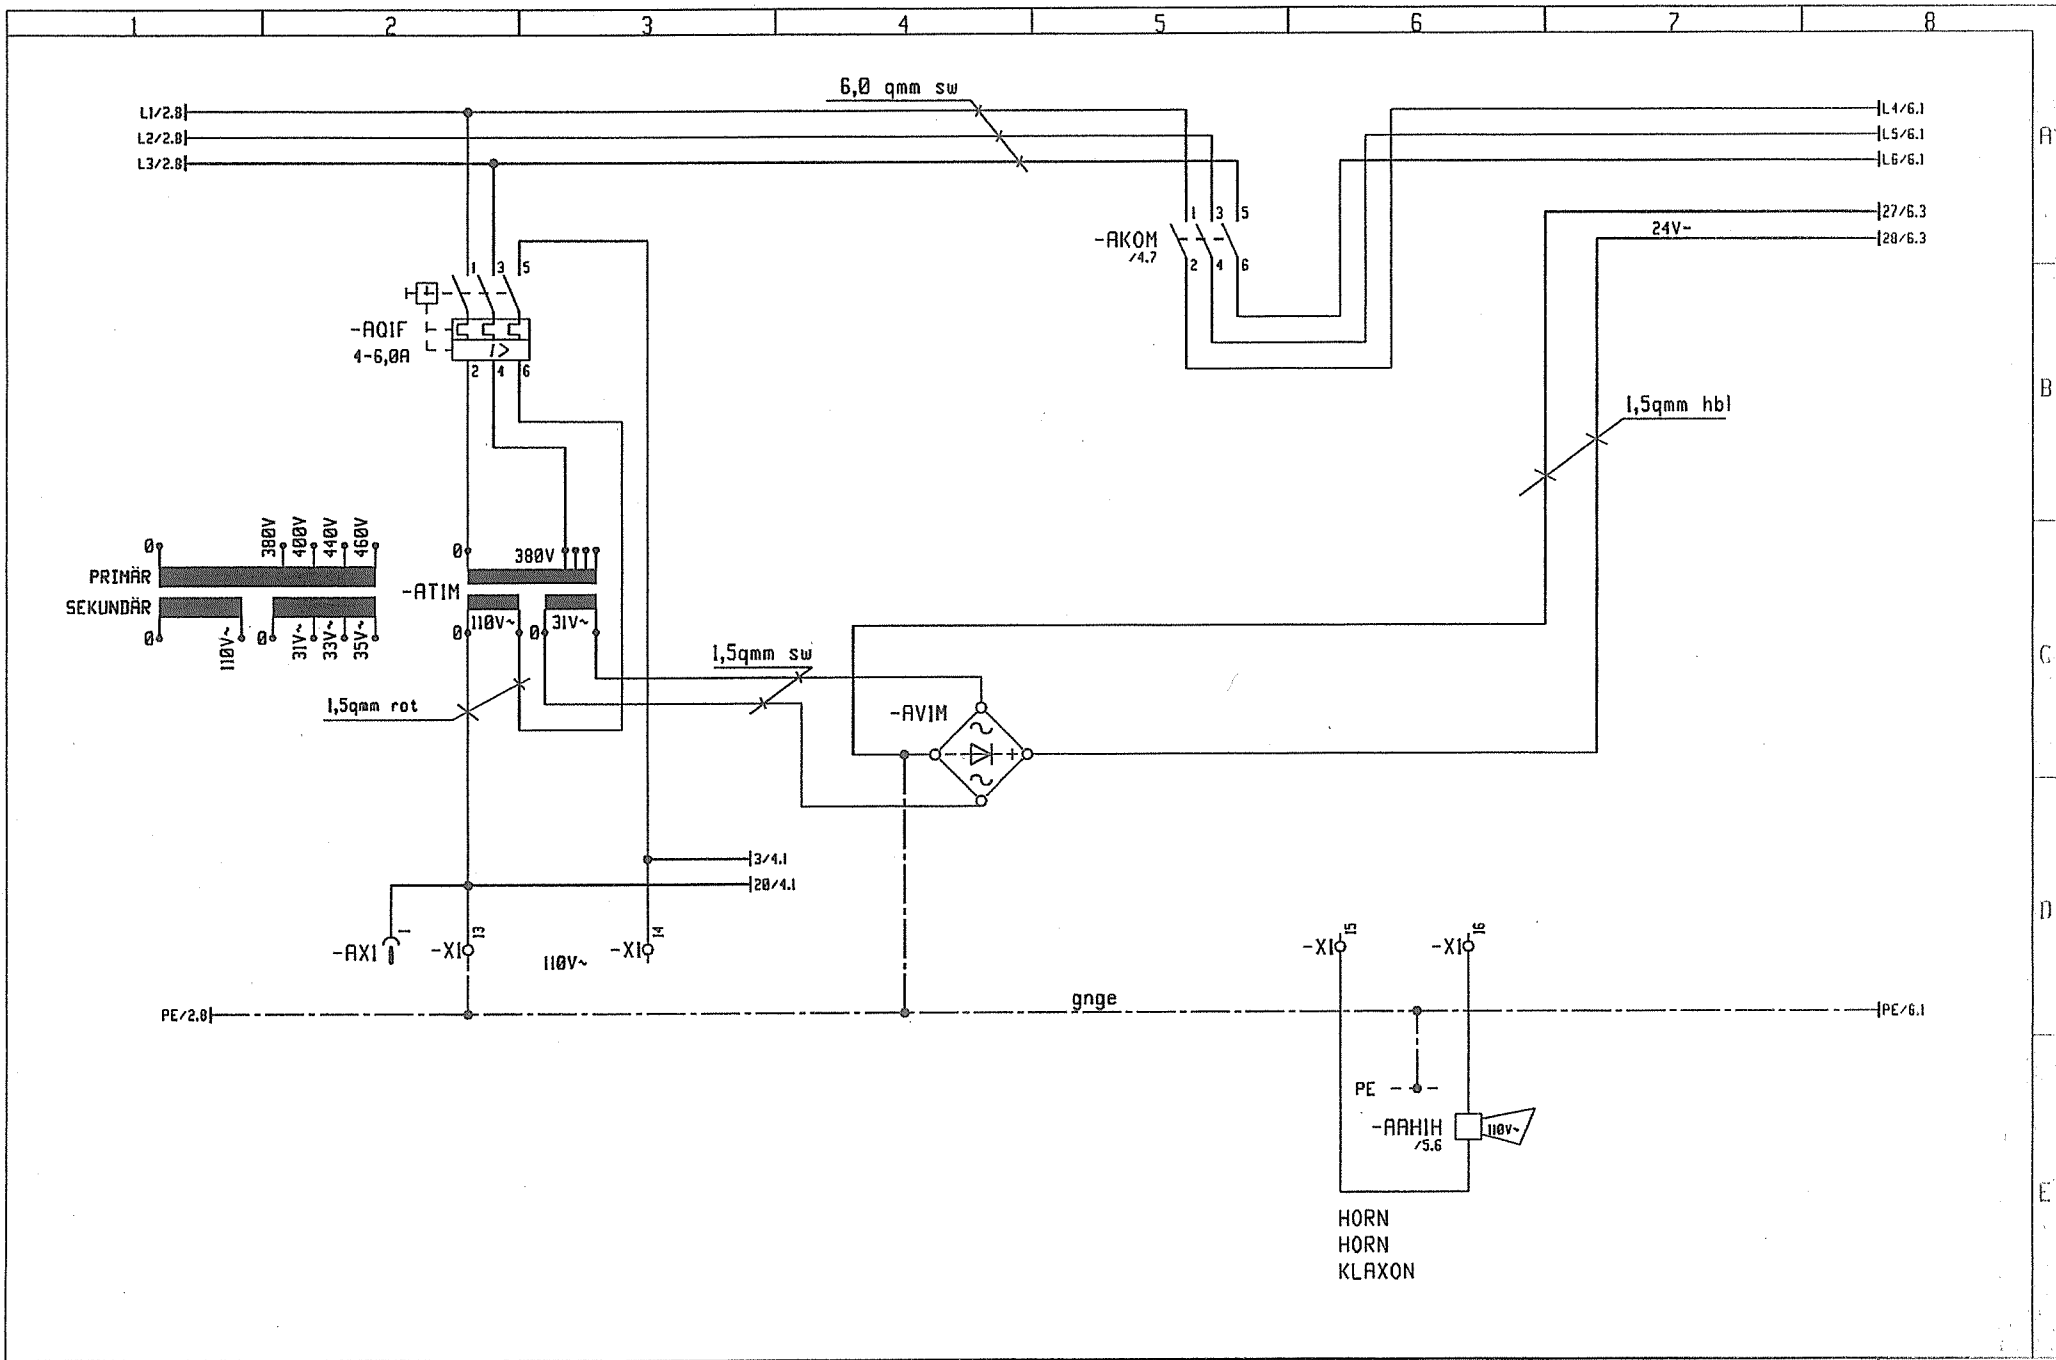 1 2 3 4 5 6 7 8
6,0 qmm sw
L1/2.8
L2/2.8
L3/2.8
L4/6.1
L5/6.1
L6/6.1
A
27/6.3
24V-
28/6.3
1 3 5
-AK0M
/4.7
2 4 6
1 3 5
-AQ1F
4-6,0A
I>
2 4 6
B
1,5qmm hbl
0 380V 400V 440V 460V
PRIMÄR
SEKUNDÄR
0 110V~ 0 31V~ 33V~ 35V~
0 380V
-AT1M
0 110V~ 0 31V~
C
1,5qmm sw
1,5qmm rot
-AV1M
- +
3/4.1
20/4.1
D
-AX1 1
-X1 13
110V~
-X1 14
-X1 15
-X1 16
PE/2.8
gnge
PE/6.1
PE
-AAH1H
/5.6
110V~
E
HORN
HORN
KLAXON